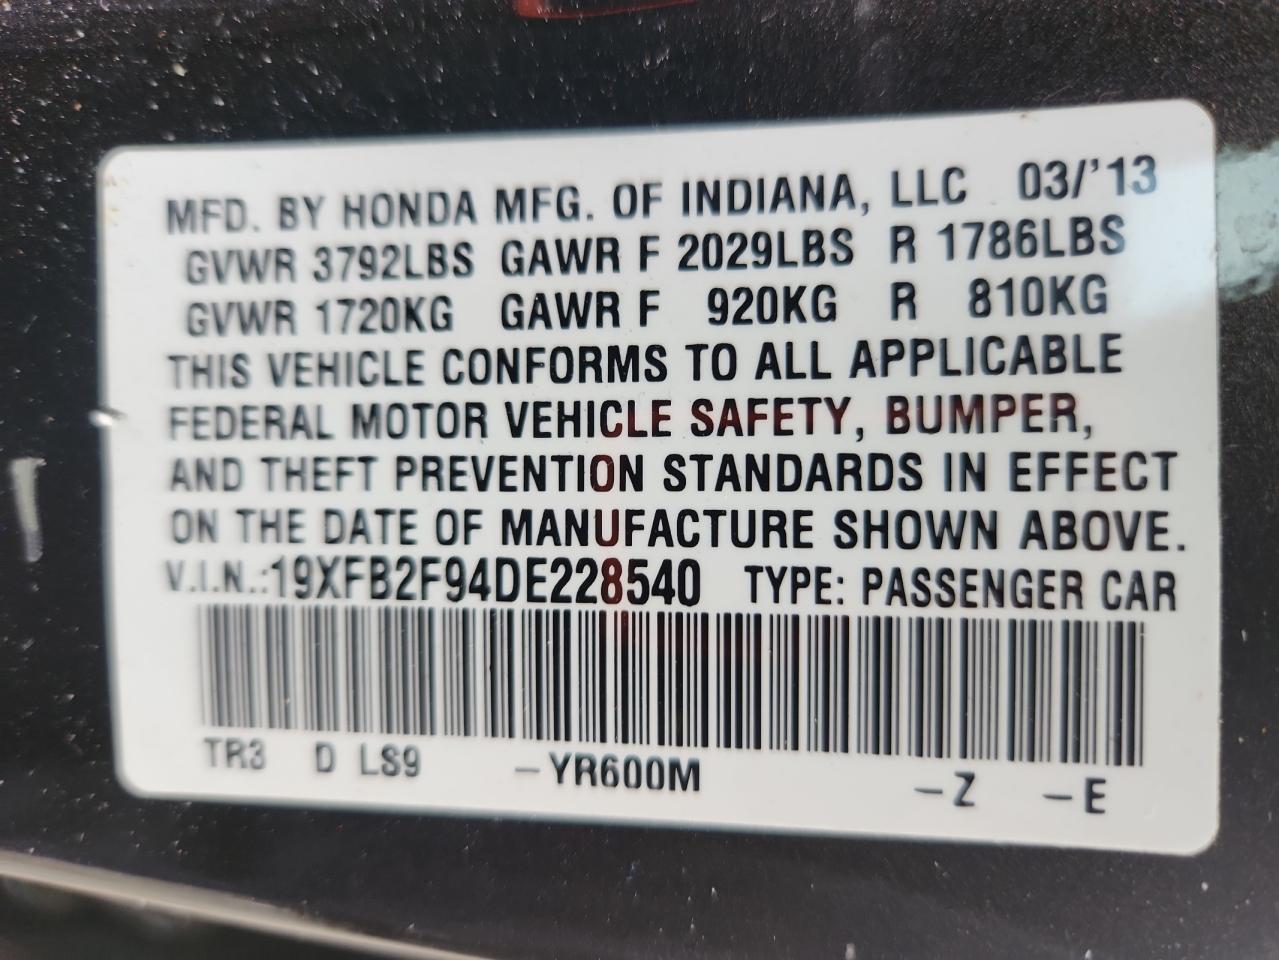 MFD. BY HONDA MFG. OF INDIANA, LLC 03/'13
GVWR 3792LBS GAWR F 2029LBS R 1786LBS
GVWR 1720KG GAWR F 920KG R 810KG
THIS VEHICLE CONFORMS TO ALL APPLICABLE
FEDERAL MOTOR VEHICLE SAFETY, BUMPER,
AND THEFT PREVENTION STANDARDS IN EFFECT
ON THE DATE OF MANUFACTURE SHOWN ABOVE.
V.I.N.:19XFB2F94DE228540 TYPE: PASSENGER CAR
TR3 D LS9 –YR600M –Z –E